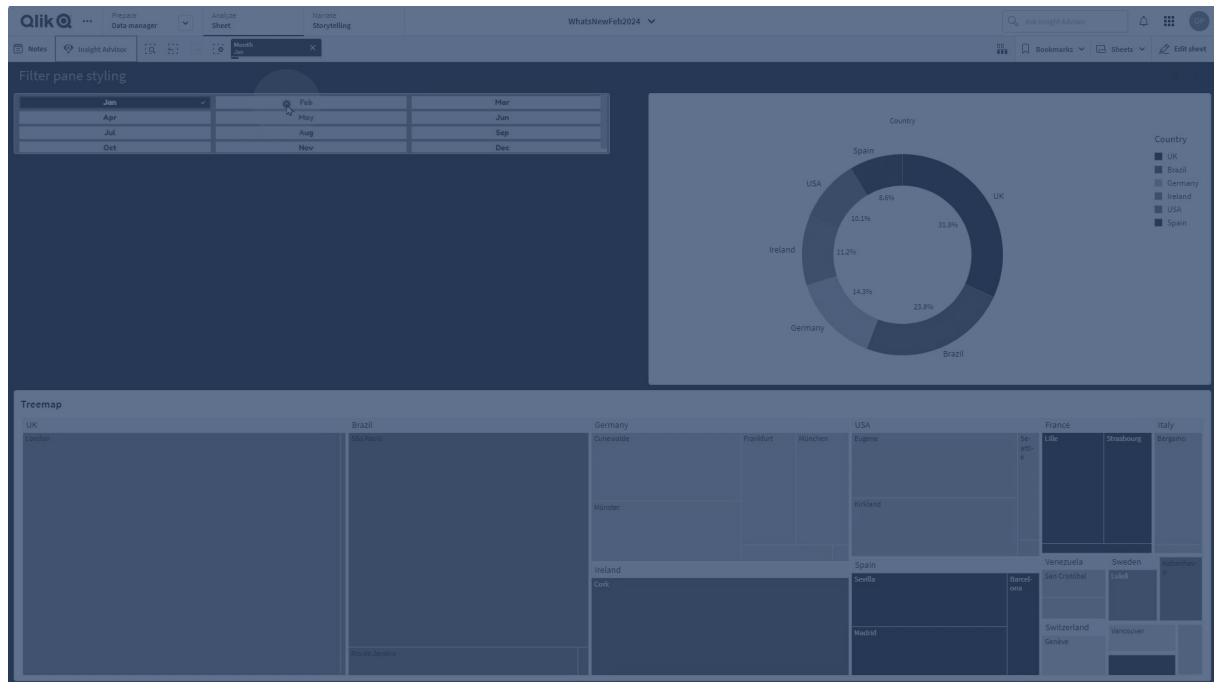 Qlik Q ... Prepare Analyze Narrate
Data manager Sheet Storytelling WhatsNewFeb2024 Ask Insight Advisor
Notes Insight Advisor Month Bookmarks Sheets Edit sheet
Jan
Filter pane styling
Jan Feb Mar
Apr May Jun
Jul Aug Sep
Oct Nov Dec
Country
Country
UK
Brazil
Germany
Ireland
USA
Spain
Spain
USA
UK
8.6%
10.1%
31.8%
Ireland
11.2%
14.3%
23.9%
Germany
Brazil
Treemap
UK Brazil Germany USA France Italy
London São Paulo Cunewalde Frankfurt München Eugene Se-
attl-
e Lille Strasbourg Bergamo
Münster Kirkland
Ireland Spain Venezuela Sweden
Cork Sevilla Barcel-
ona San Cristóbal Luleå
Madrid Switzerland Vancouver
Genève
Rio de Janeiro